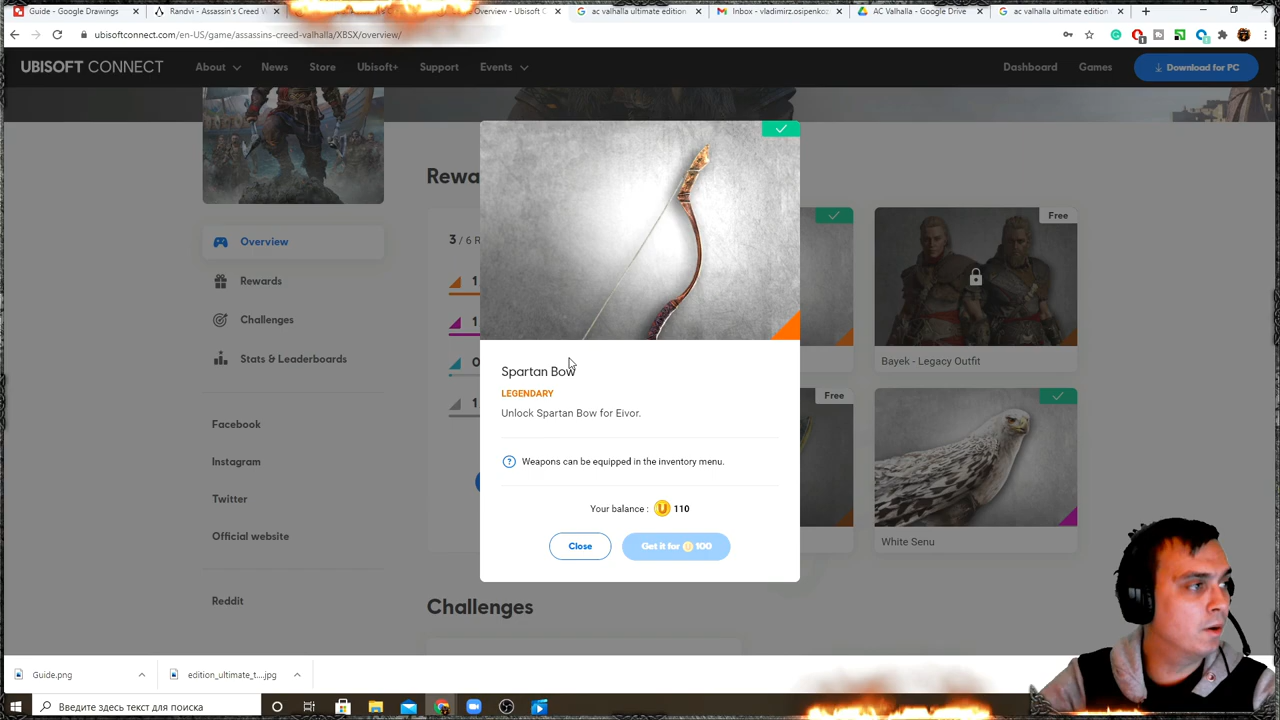 Guide - Google Drawings
Randvi - Assassin's Creed V
Overview - Ubisoft C
ac valhalla ultimate edition
Inbox - vladimirz.osipenko
AC Valhalla - Google Drive
ac valhalla ultimate edition
ubisoftconnect.com/en-US/game/assassins-creed-valhalla/XBSX/overview/
UBISOFT CONNECT
About
News
Store
Ubisoft+
Support
Events
Dashboard
Games
Download for PC
Overview
Rewards
Challenges
Stats & Leaderboards
Facebook
Instagram
Twitter
Official website
Reddit
Rewa
3 / 6 R
1
1
0
1
Spartan Bow
LEGENDARY
Unlock Spartan Bow for Eivor.
? Weapons can be equipped in the inventory menu.
Your balance : U 110
Close
Get it for U 100
Free
Bayek - Legacy Outfit
Free
White Senu
Challenges
Guide.png
edition_ultimate_t....jpg
Введите здесь текст для поиска